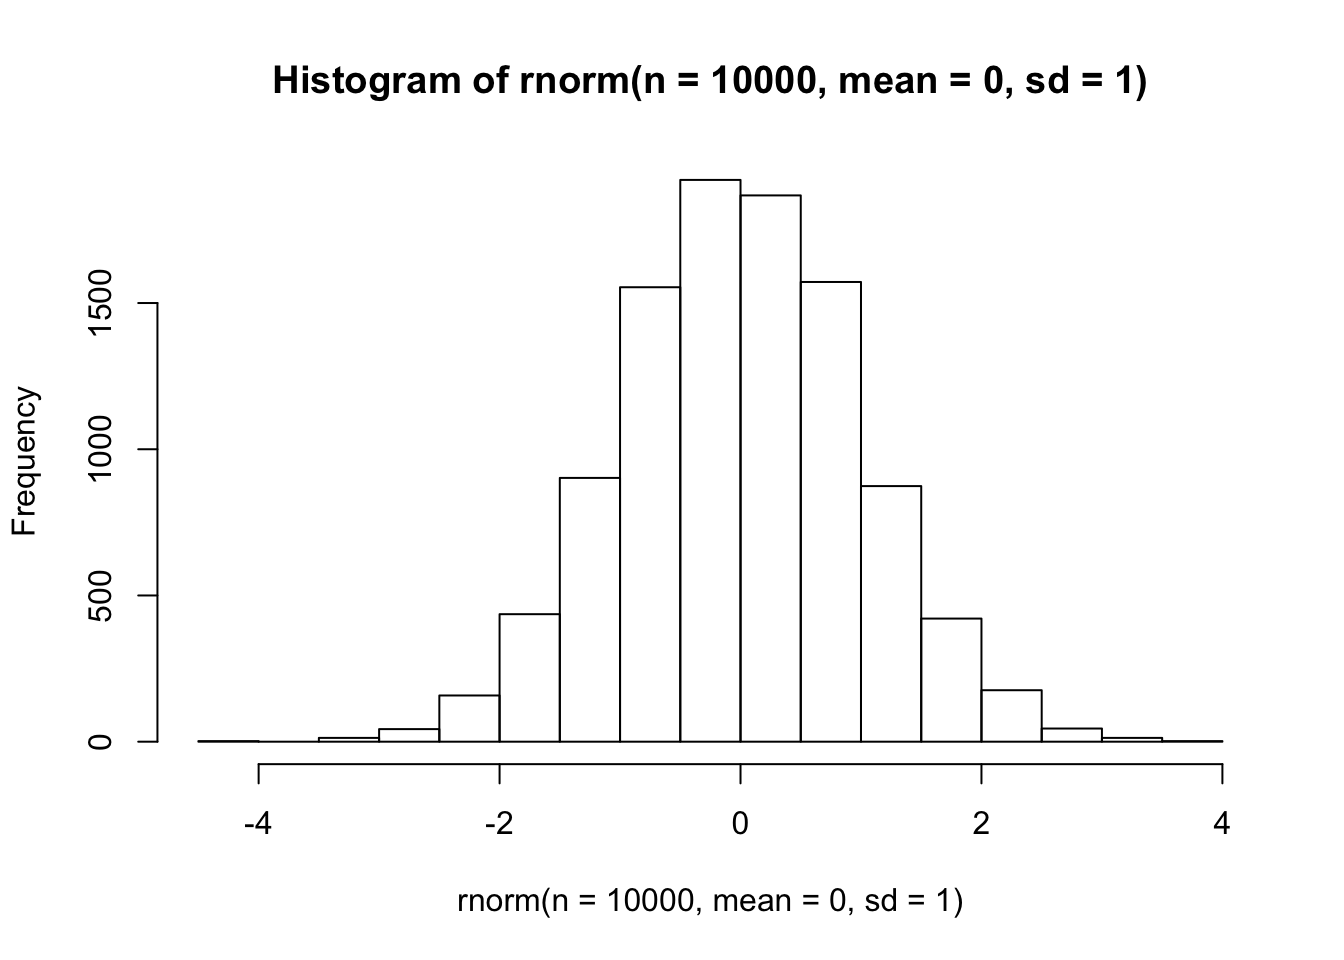 Histogram of rnorm(n = 10000, mean = 0, sd = 1)
Frequency
1500
1000
500
0
-4 -2 0 2 4
rnorm(n = 10000, mean = 0, sd = 1)